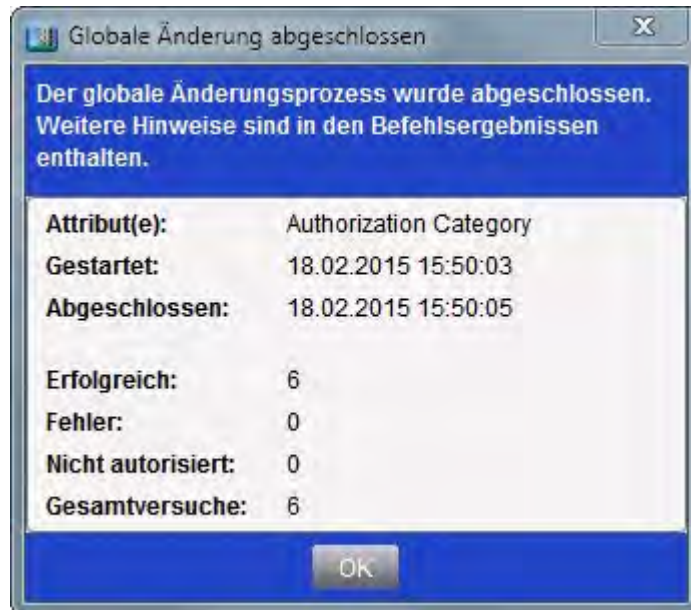 Globale Änderung abgeschlossen
Der globale Änderungsprozess wurde abgeschlossen.
Weitere Hinweise sind in den Befehlsergebnissen
enthalten.
Attribut(e): Authorization Category
Gestartet: 18.02.2015 15:50:03
Abgeschlossen: 18.02.2015 15:50:05
Erfolgreich: 6
Fehler: 0
Nicht autorisiert: 0
Gesamtversuche: 6
OK